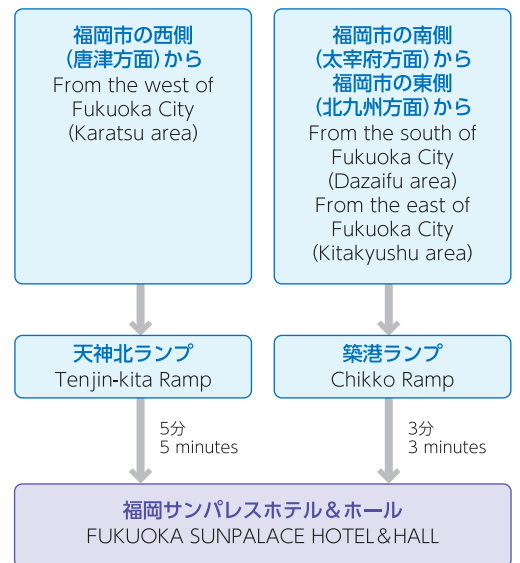 福岡市の西側
(唐津方面)から
From the west of
Fukuoka City
(Karatsu area)
福岡市の南側
(太宰府方面)から
福岡市の東側
(北九州方面)から
From the south of
Fukuoka City
(Dazaifu area)
From the east of
Fukuoka City
(Kitakyushu area)
天神北ランプ
Tenjin-kita Ramp
築港ランプ
Chikko Ramp
5分
5 minutes
3分
3 minutes
福岡サンパレスホテル&ホール
FUKUOKA SUNPALACE HOTEL&HALL